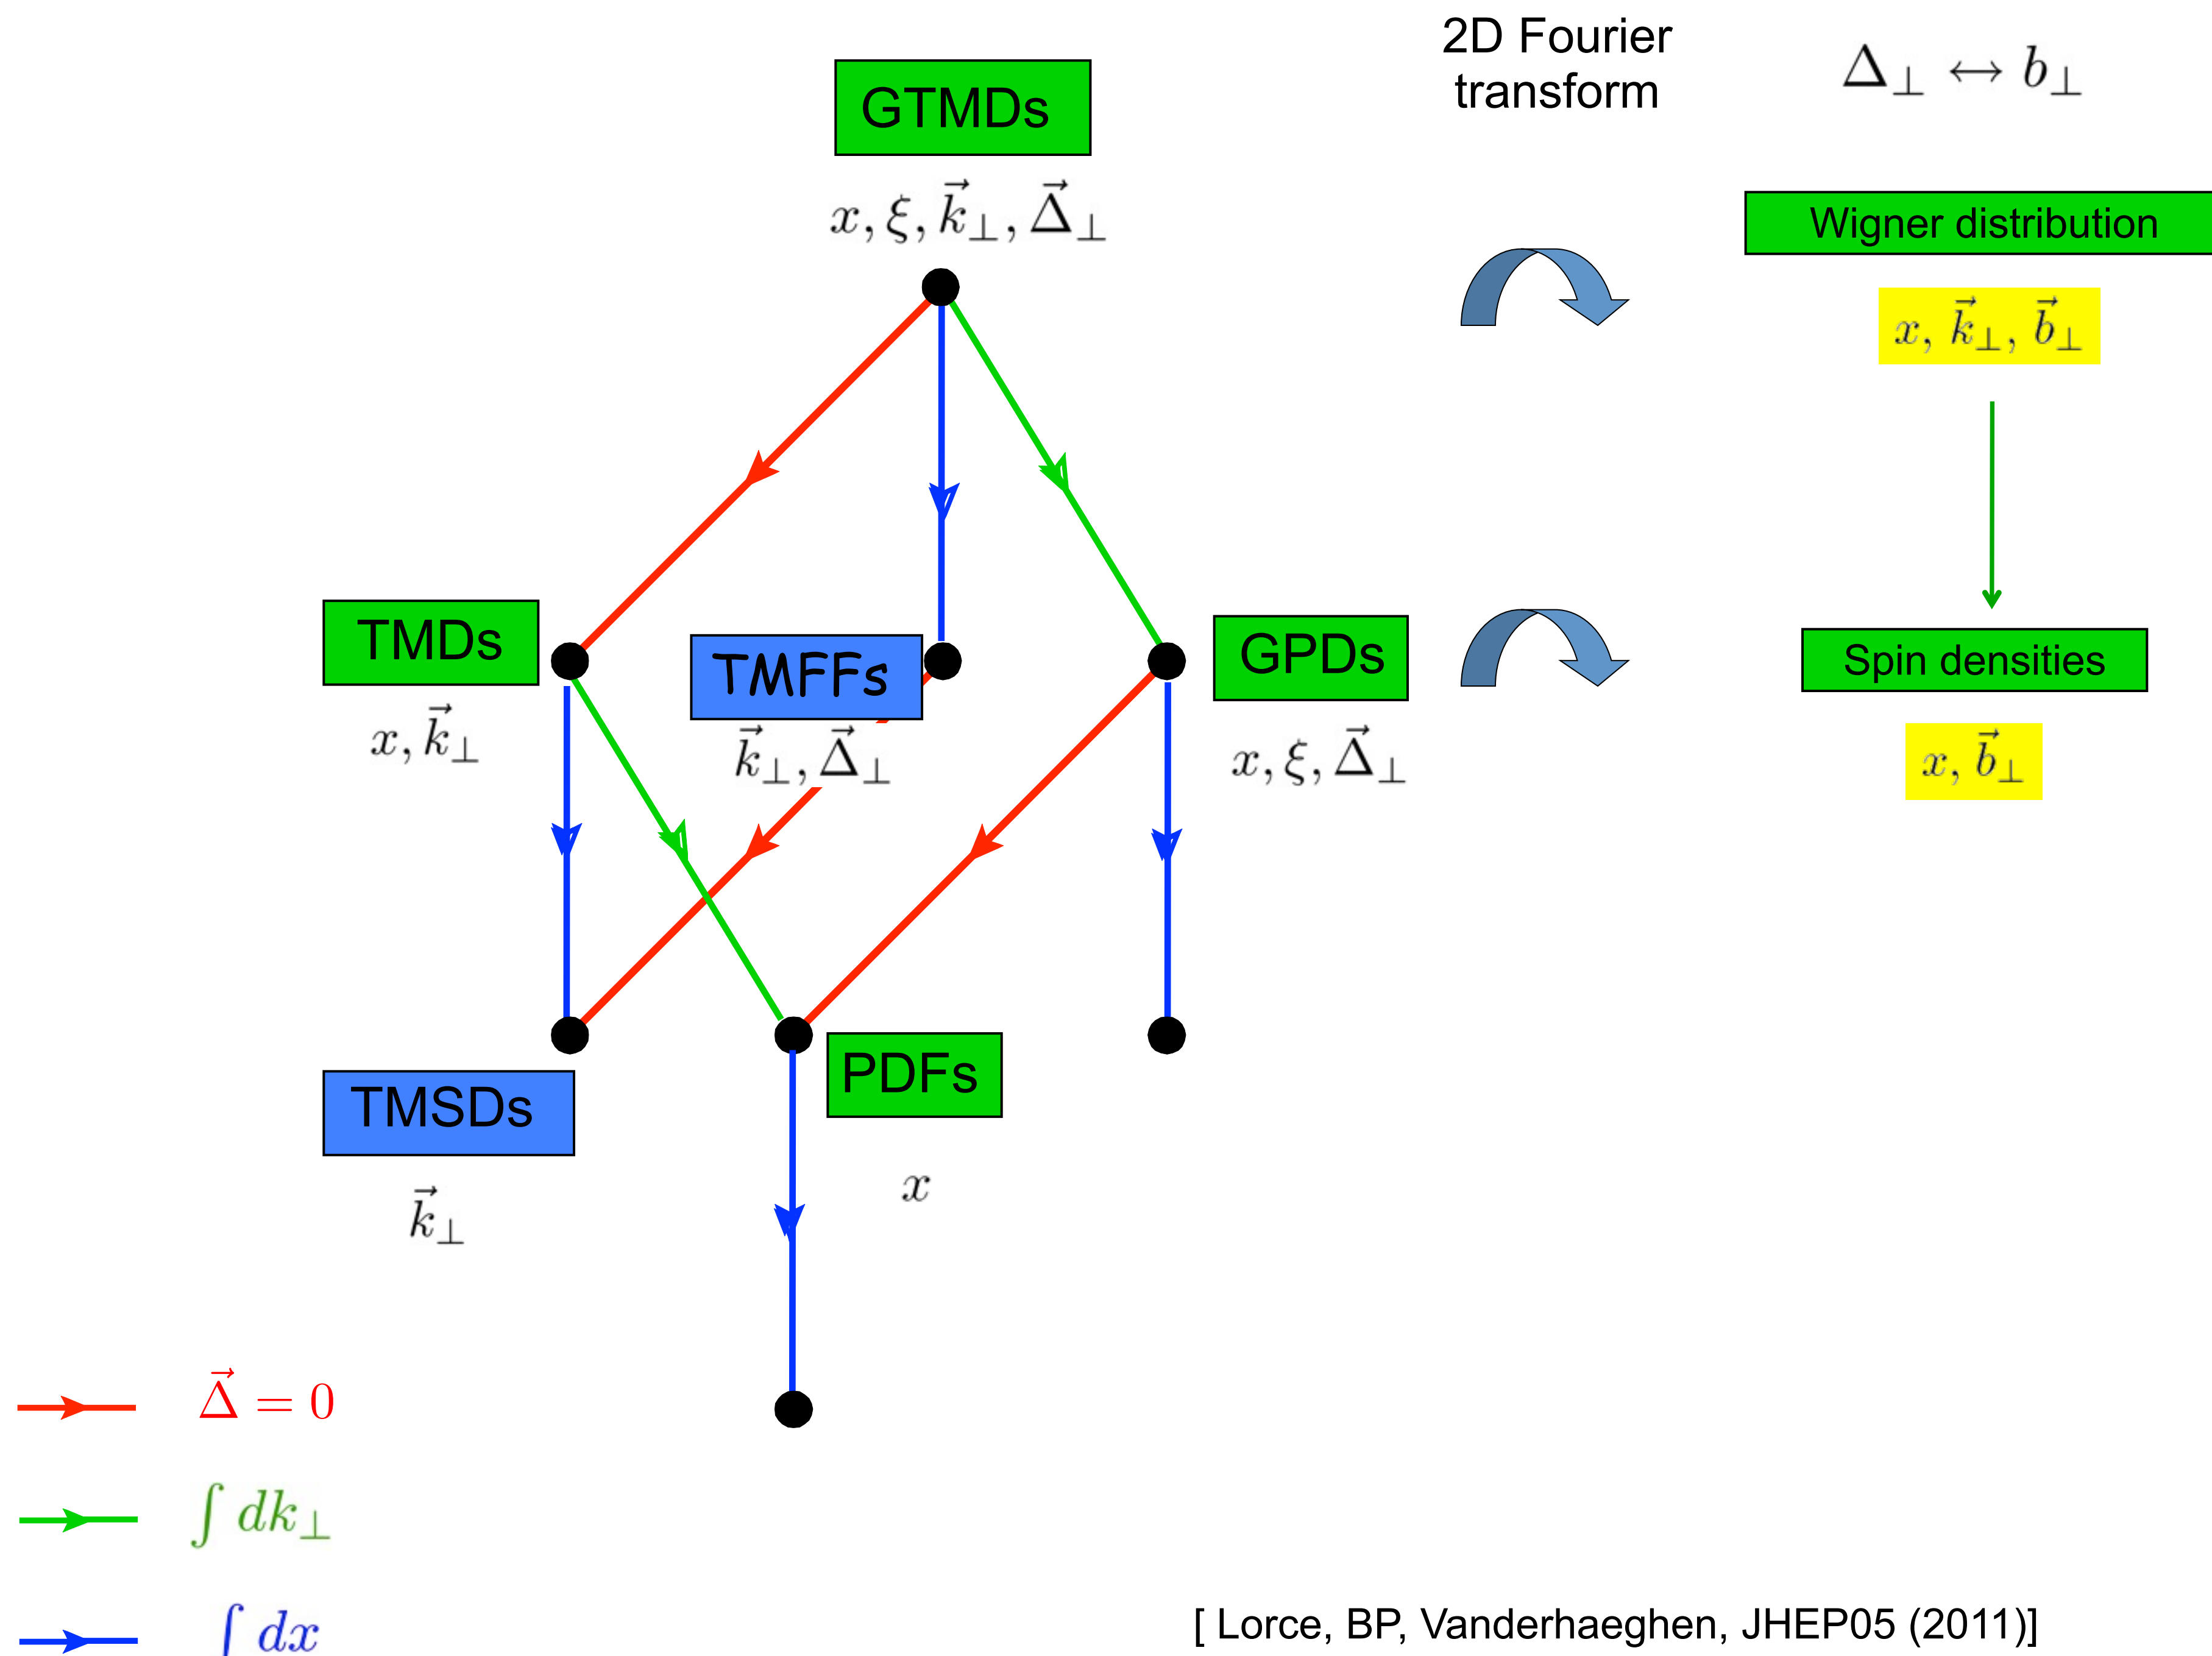 2D Fourier
transform
Δ⊥ ↔ b⊥
GTMDs
x, ξ, k⃗⊥, Δ⃗⊥
Wigner distribution
x, k⃗⊥, b⃗⊥
TMDs
x, k⃗⊥
TMFFs
k⃗⊥, Δ⃗⊥
GPDs
x, ξ, Δ⃗⊥
Spin densities
x, b⃗⊥
TMSDs
k⃗⊥
PDFs
x
Δ⃗ = 0
∫ dk⊥
∫ dx
[ Lorce, BP, Vanderhaeghen, JHEP05 (2011)]